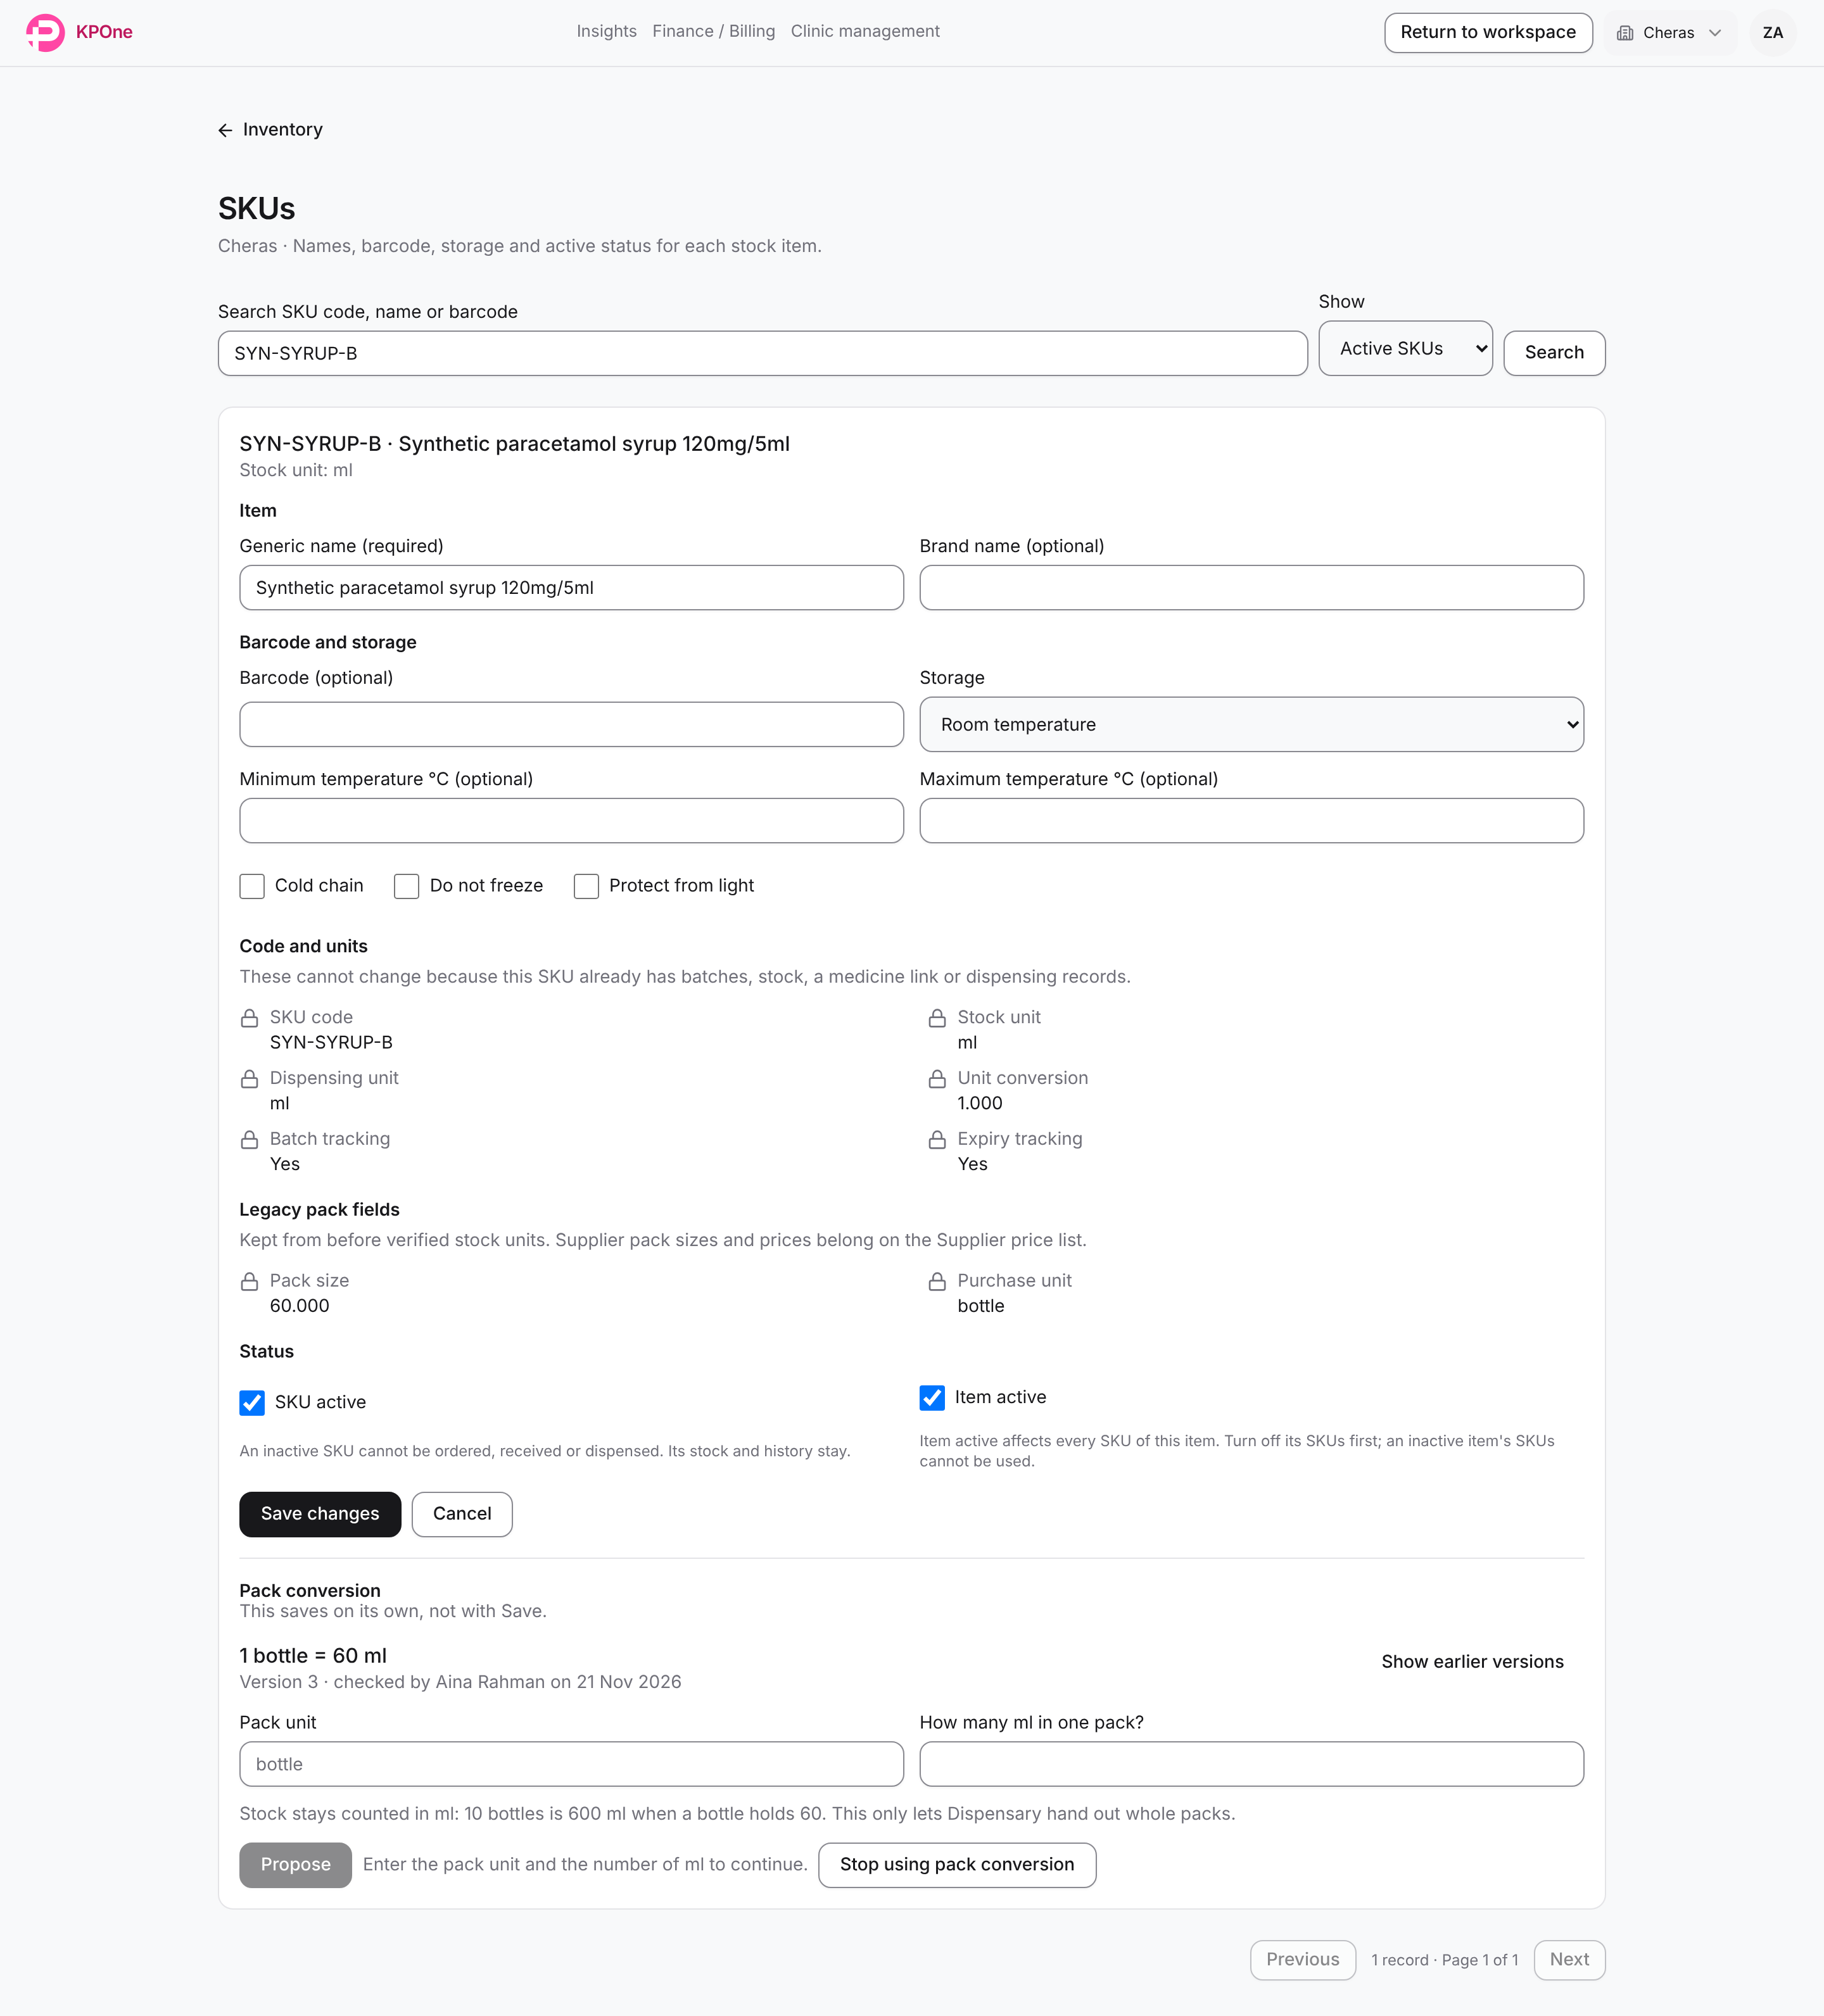 KPOne
Insights Finance / Billing Clinic management
Return to workspace
Cheras
ZA
Inventory
SKUs
Cheras · Names, barcode, storage and active status for each stock item.
Search SKU code, name or barcode
SYN-SYRUP-B
Show
Active SKUs
Search
SYN-SYRUP-B · Synthetic paracetamol syrup 120mg/5ml
Stock unit: ml
Item
Generic name (required)
Synthetic paracetamol syrup 120mg/5ml
Brand name (optional)
Barcode and storage
Barcode (optional)
Storage
Room temperature
Minimum temperature °C (optional)
Maximum temperature °C (optional)
Cold chain
Do not freeze
Protect from light
Code and units
These cannot change because this SKU already has batches, stock, a medicine link or dispensing records.
SKU code
SYN-SYRUP-B
Stock unit
ml
Dispensing unit
ml
Unit conversion
1.000
Batch tracking
Yes
Expiry tracking
Yes
Legacy pack fields
Kept from before verified stock units. Supplier pack sizes and prices belong on the Supplier price list.
Pack size
60.000
Purchase unit
bottle
Status
SKU active
An inactive SKU cannot be ordered, received or dispensed. Its stock and history stay.
Item active
Item active affects every SKU of this item. Turn off its SKUs first; an inactive item's SKUs
cannot be used.
Save changes
Cancel
Pack conversion
This saves on its own, not with Save.
1 bottle = 60 ml
Version 3 · checked by Aina Rahman on 21 Nov 2026
Show earlier versions
Pack unit
bottle
How many ml in one pack?
Stock stays counted in ml: 10 bottles is 600 ml when a bottle holds 60. This only lets Dispensary hand out whole packs.
Propose
Enter the pack unit and the number of ml to continue.
Stop using pack conversion
Previous
1 record · Page 1 of 1
Next